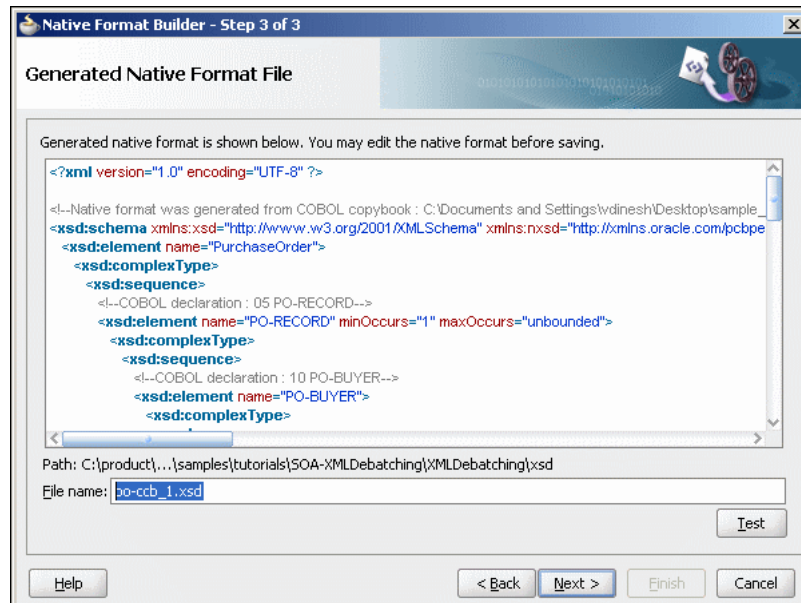 Native Format Builder - Step 3 of 3
Generated Native Format File
Generated native format is shown below. You may edit the native format before saving.
<?xml version="1.0" encoding="UTF-8" ?>
<!--Native format was generated from COBOL copybook : C:\Documents and Settings\vdinesh\Desktop\sample_
<xsd:schema xmlns:xsd="http://www.w3.org/2001/XMLSchema" xmlns:nxsd="http://xmlns.oracle.com/pcbpe
<xsd:element name="PurchaseOrder">
<xsd:complexType>
<xsd:sequence>
<!--COBOL declaration : 05 PO-RECORD-->
<xsd:element name="PO-RECORD" minOccurs="1" maxOccurs="unbounded">
<xsd:complexType>
<xsd:sequence>
<!--COBOL declaration : 10 PO-BUYER-->
<xsd:element name="PO-BUYER">
<xsd:complexType>
Path: C:\product\...\samples\tutorials\SOA-XMLDebatching\XMLDebatching\xsd
File name: po-ccb_1.xsd
Test
Help
< Back
Next >
Finish
Cancel